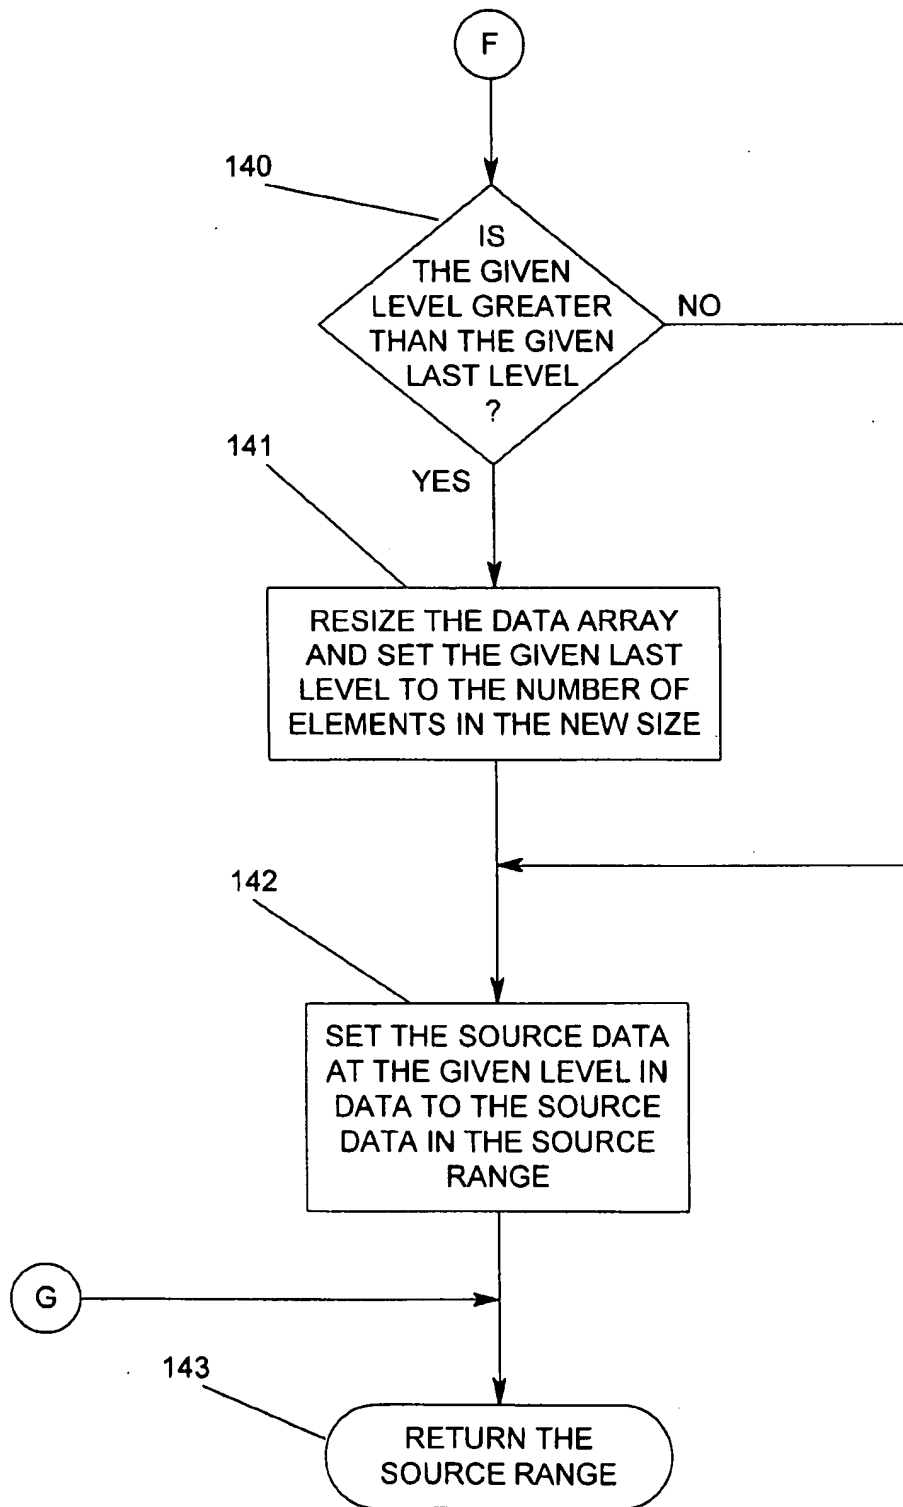 F
140
IS
THE GIVEN
LEVEL GREATER
THAN THE GIVEN
LAST LEVEL
?
NO
141
YES
RESIZE THE DATA ARRAY
AND SET THE GIVEN LAST
LEVEL TO THE NUMBER OF
ELEMENTS IN THE NEW SIZE
142
SET THE SOURCE DATA
AT THE GIVEN LEVEL IN
DATA TO THE SOURCE
DATA IN THE SOURCE
RANGE
G
143
RETURN THE
SOURCE RANGE